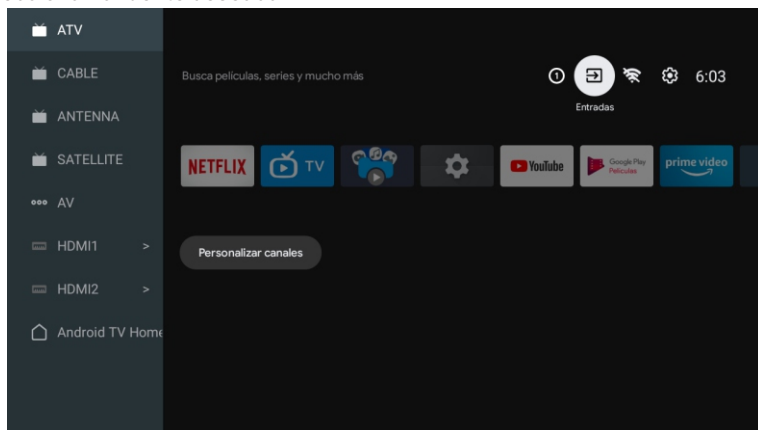 ATV
CABLE
ANTENNA
SATELLITE
AV
HDMI1 >
HDMI2 >
Android TV Home
Busca películas, series y mucho más
1
6:03
Entradas
NETFLIX
TV
YouTube
Google Play
Películas
prime video
Personalizar canales